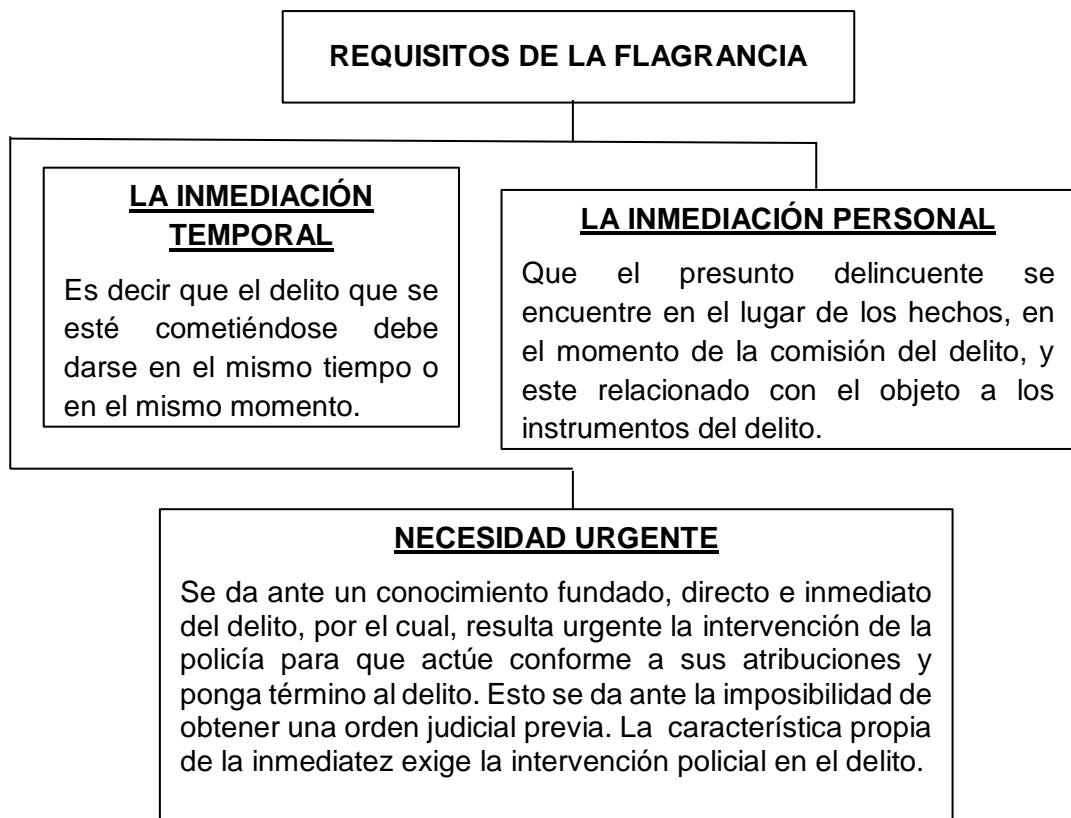 REQUISITOS DE LA FLAGRANCIA
LA INMEDIACIÓN
TEMPORAL
Es decir que el delito que se
esté cometiéndose debe
darse en el mismo tiempo o
en el mismo momento.
LA INMEDIACIÓN PERSONAL
Que el presunto delincuente se
encuentre en el lugar de los hechos, en
el momento de la comisión del delito, y
este relacionado con el objeto a los
instrumentos del delito.
NECESIDAD URGENTE
Se da ante un conocimiento fundado, directo e inmediato
del delito, por el cual, resulta urgente la intervención de la
policía para que actúe conforme a sus atribuciones y
ponga término al delito. Esto se da ante la imposibilidad de
obtener una orden judicial previa. La característica propia
de la inmediatez exige la intervención policial en el delito.